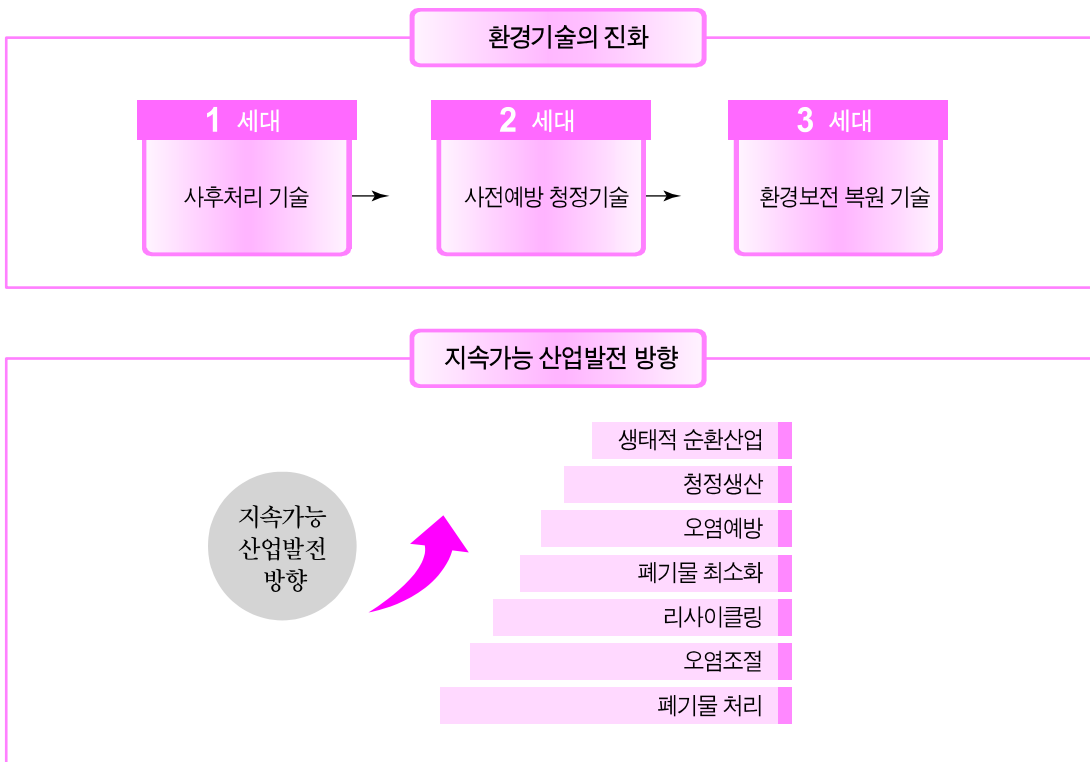 환경기술의 진화
1 세대
2 세대
3 세대
사후처리 기술
사전예방 청정기술
환경보전 복원 기술
지속가능 산업발전 방향
지속가능
산업발전
방향
생태적 순환산업
청정생산
오염예방
폐기물 최소화
리사이클링
오염조절
폐기물 처리